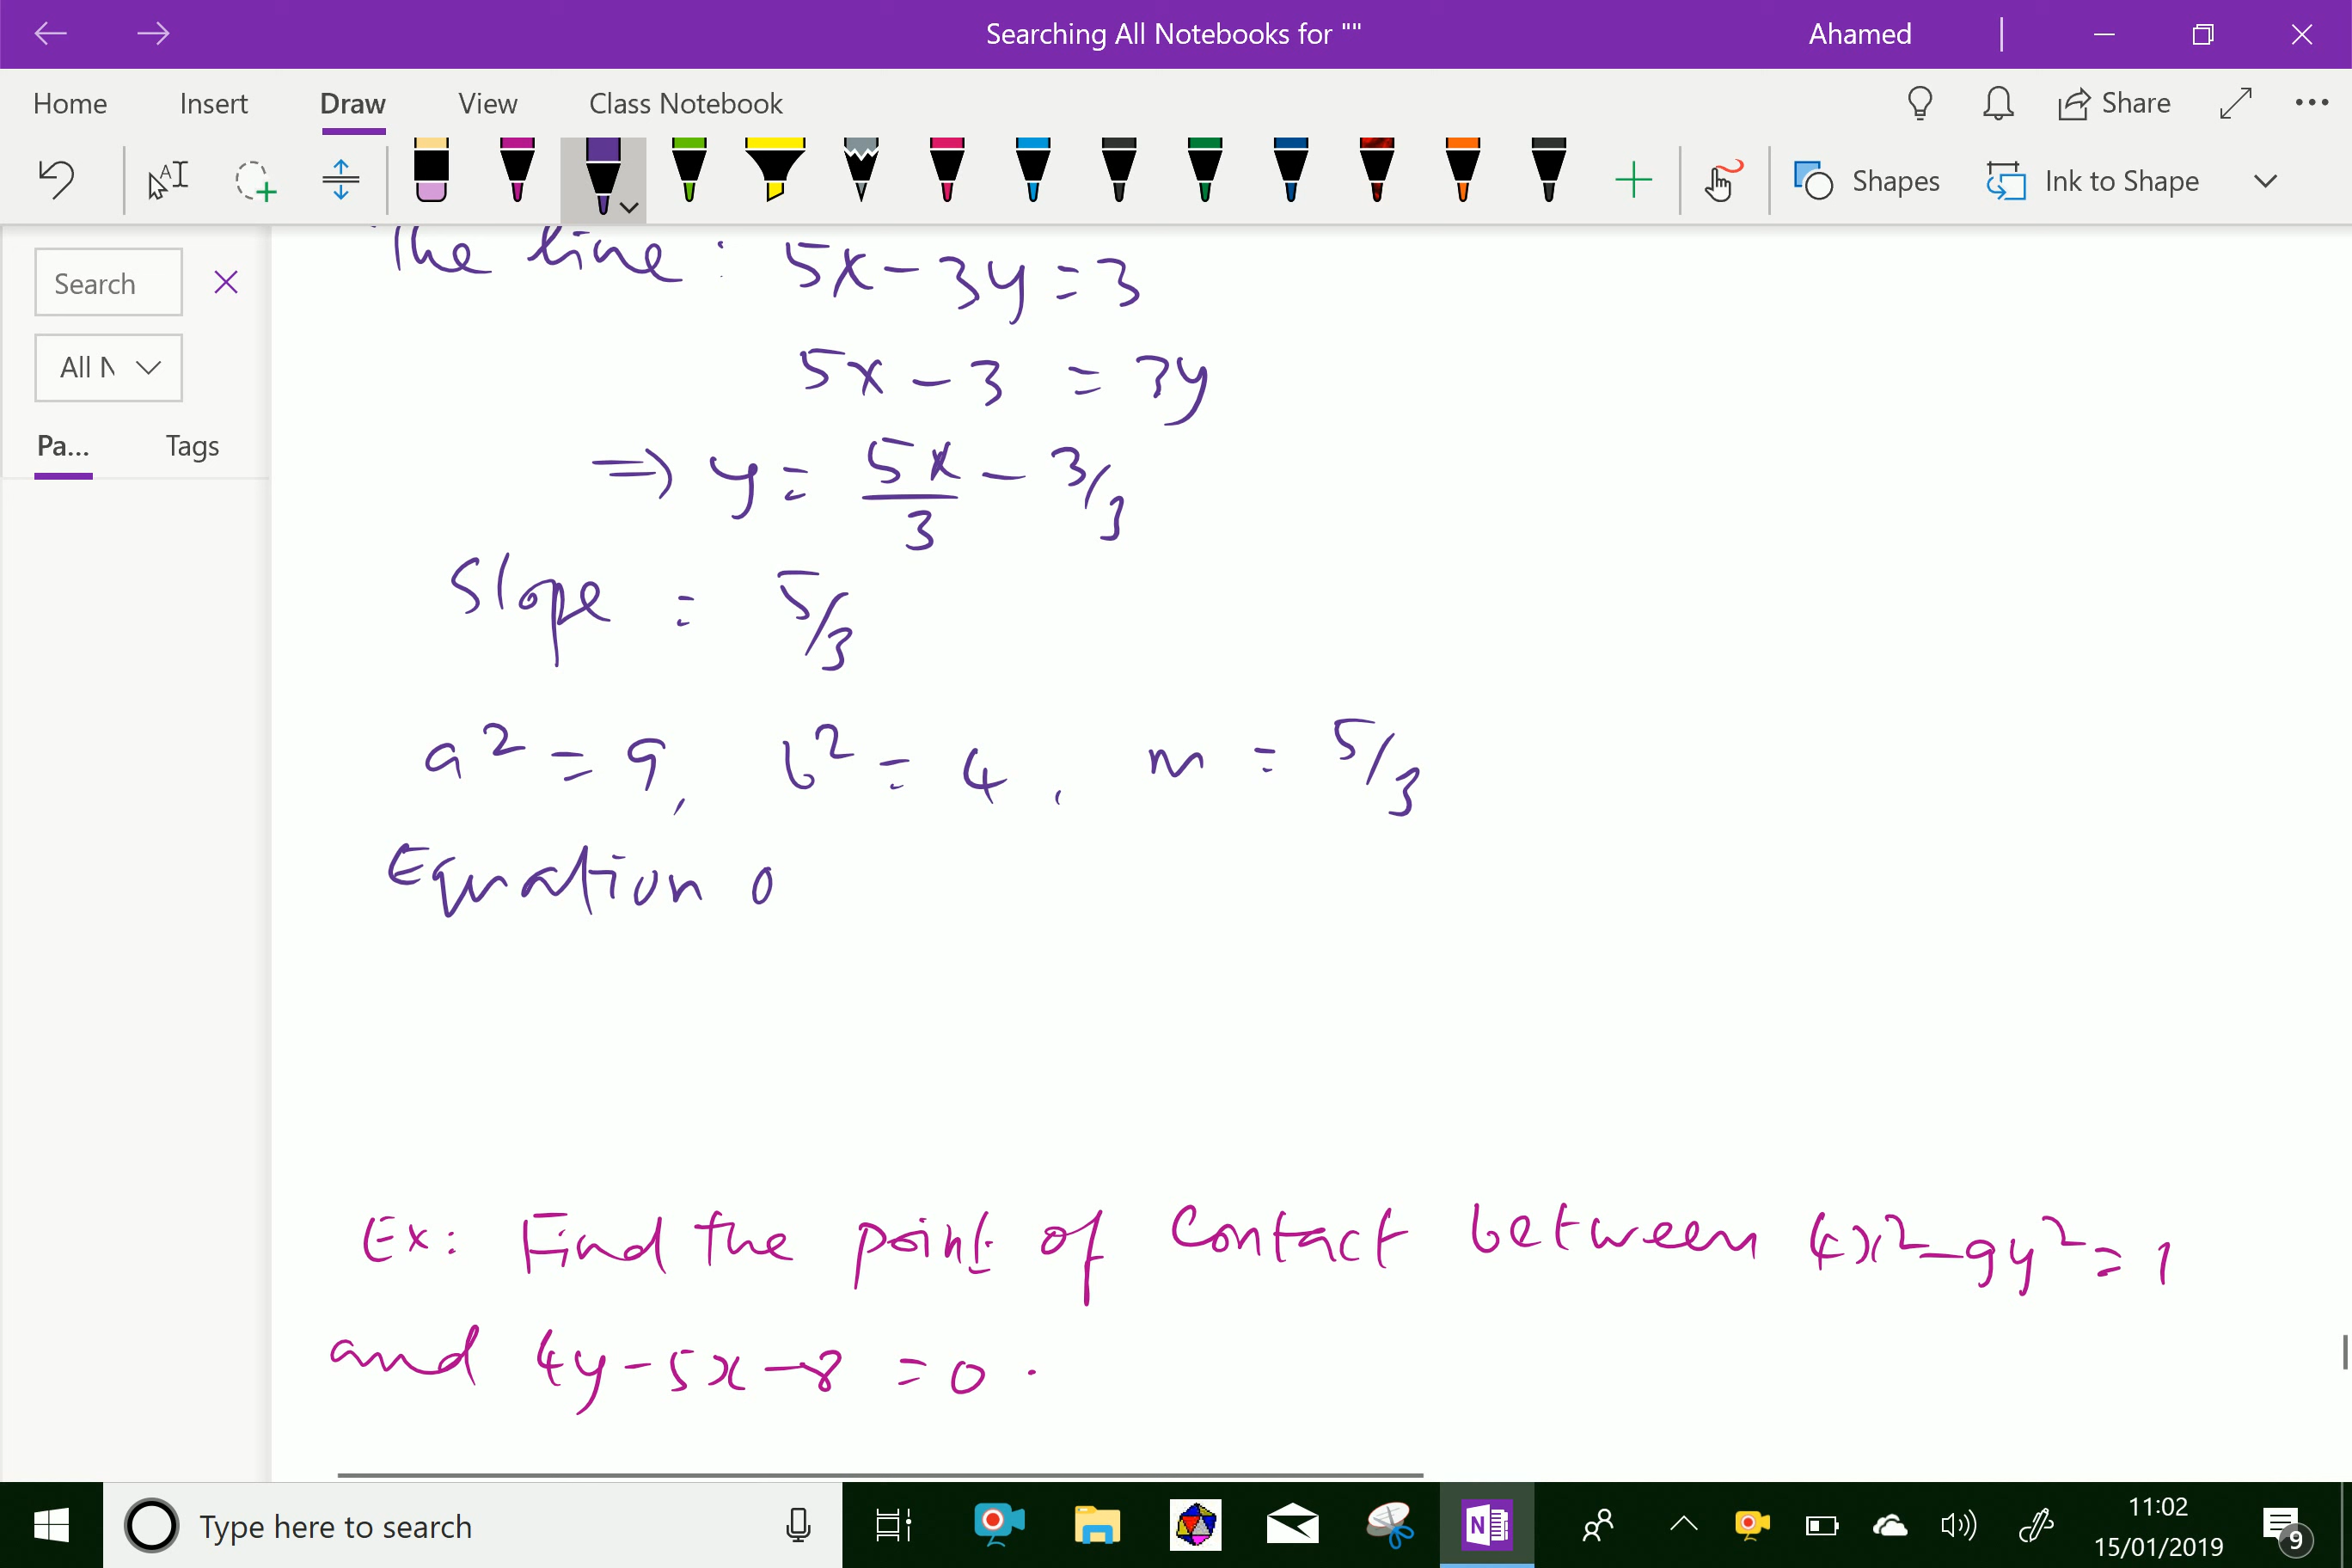 Searching All Notebooks for ""
Ahamed
Home Insert Draw View Class Notebook
Share
Shapes
Ink to Shape
Search
All N
Pa... Tags
The line : 5x-3y=3
5x-3 = 3y
=> y = 5x/3 - 3/3
Slope = 5/3
a² = 9, b² = 4, m = 5/3
Equation o
Ex: Find the point of contact between 4x²-9y²=1
and 4y-5x-8 =0.
Type here to search
N
11:02
15/01/2019
9